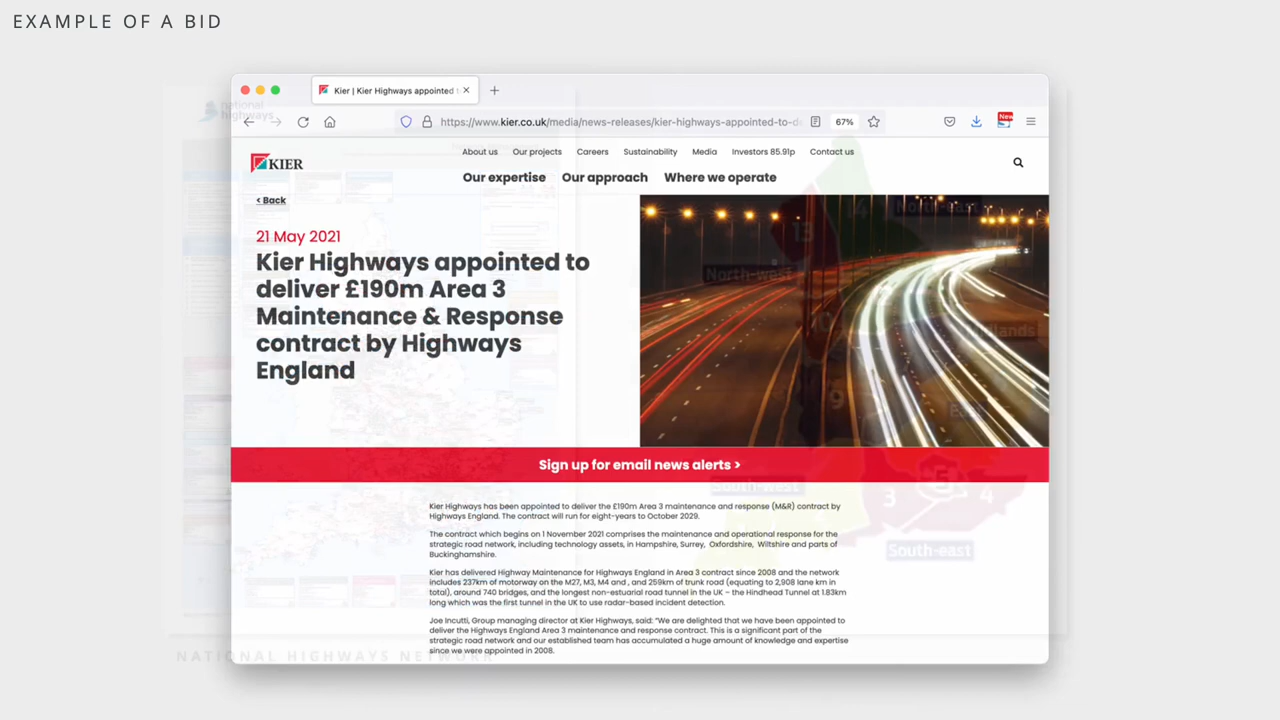 EXAMPLE OF A BID
Kier | Kier Highways appointed t
https://www.kier.co.uk/media/news-releases/kier-highways-appointed-to-d
67%
New
national
highways
KIER
About us Our projects Careers Sustainability Media Investors 85.91p Contact us
Our expertise Our approach Where we operate
< Back
21 May 2021
Kier Highways appointed to
deliver £190m Area 3
Maintenance & Response
contract by Highways
England
North-east
14
13
North-west
10
9
Sign up for email news alerts >
South-west
5
3
4
South-east
Kier Highways has been appointed to deliver the £190m Area 3 maintenance and response (M&R) contract by
Highways England. The contract will run for eight-years to October 2029.
The contract which begins on 1 November 2021 comprises the maintenance and operational response for the
strategic road network, including technology assets, in Hampshire, Surrey, Oxfordshire, Wiltshire and parts of
Buckinghamshire.
Kier has delivered Highway Maintenance for Highways England in Area 3 contract since 2008 and the network
includes 237km of motorway on the M27, M3, M4 and , and 259km of trunk road (equating to 2,908 lane km in
total), around 740 bridges, and the longest non-estuarial road tunnel in the UK – the Hindhead Tunnel at 1.83km
long which was the first tunnel in the UK to use radar-based incident detection.
Joe Incutti, Group managing director at Kier Highways, said: “We are delighted that we have been appointed to
deliver the Highways England Area 3 maintenance and response contract. This is a significant part of the
strategic road network and our established team has accumulated a huge amount of knowledge and expertise
since we were appointed in 2008.
NATIONAL HIGHWAYS NETWORK